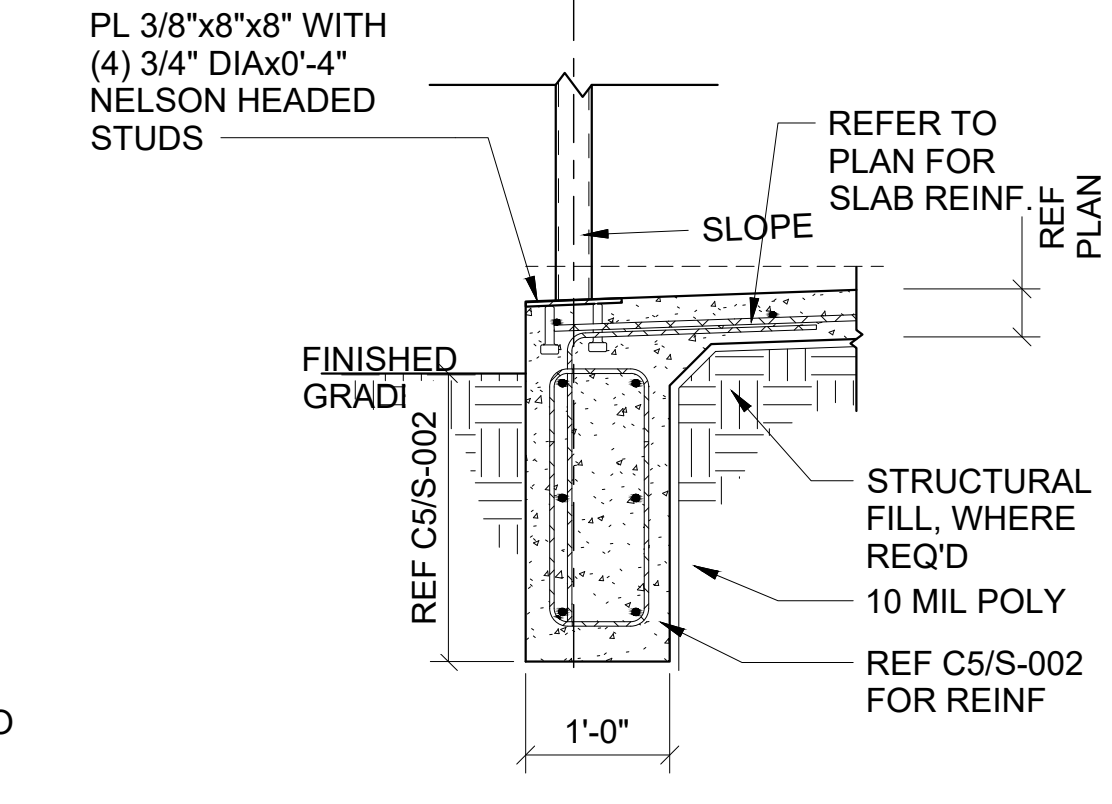 PL 3/8"x8"x8" WITH
(4) 3/4" DIAx0'-4"
NELSON HEADED
STUDS
REFER TO
PLAN FOR
SLAB REINF.
REF
PLAN
SLOPE
FINISHED
GRADE
REF C5/S-002
STRUCTURAL
FILL, WHERE
REQ'D
10 MIL POLY
REF C5/S-002
FOR REINF
1'-0"